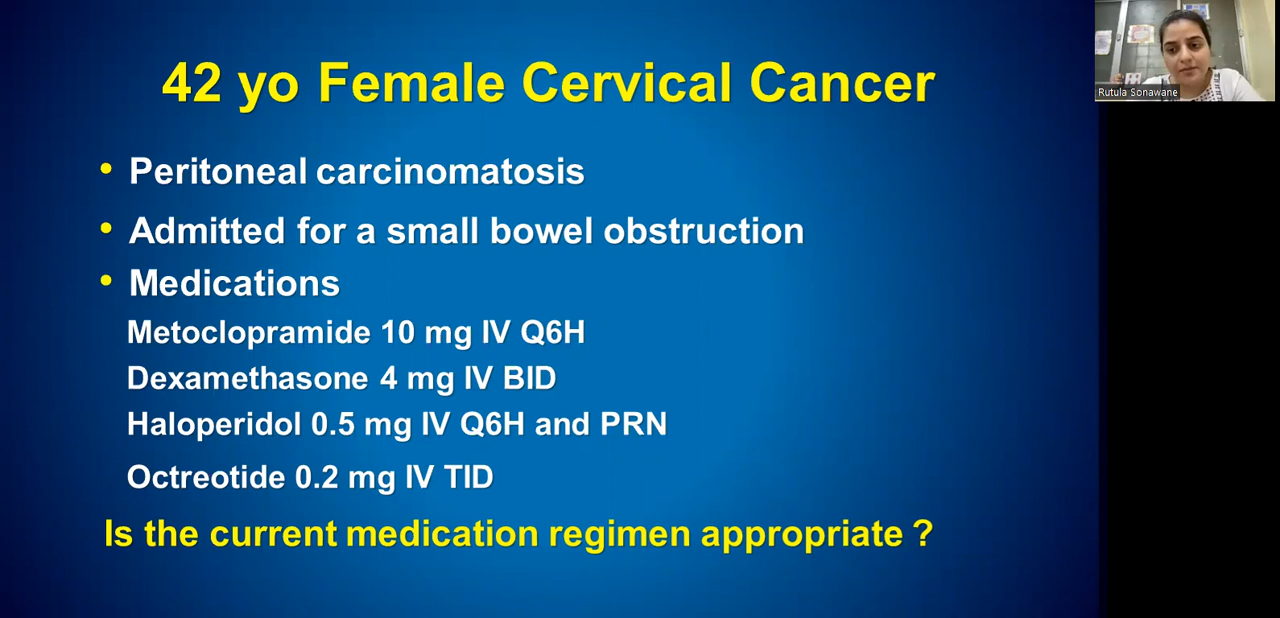 42 yo Female Cervical Cancer
• Peritoneal carcinomatosis
• Admitted for a small bowel obstruction
• Medications
Metoclopramide 10 mg IV Q6H
Dexamethasone 4 mg IV BID
Haloperidol 0.5 mg IV Q6H and PRN
Octreotide 0.2 mg IV TID
Is the current medication regimen appropriate ?
Rutula Sonawane